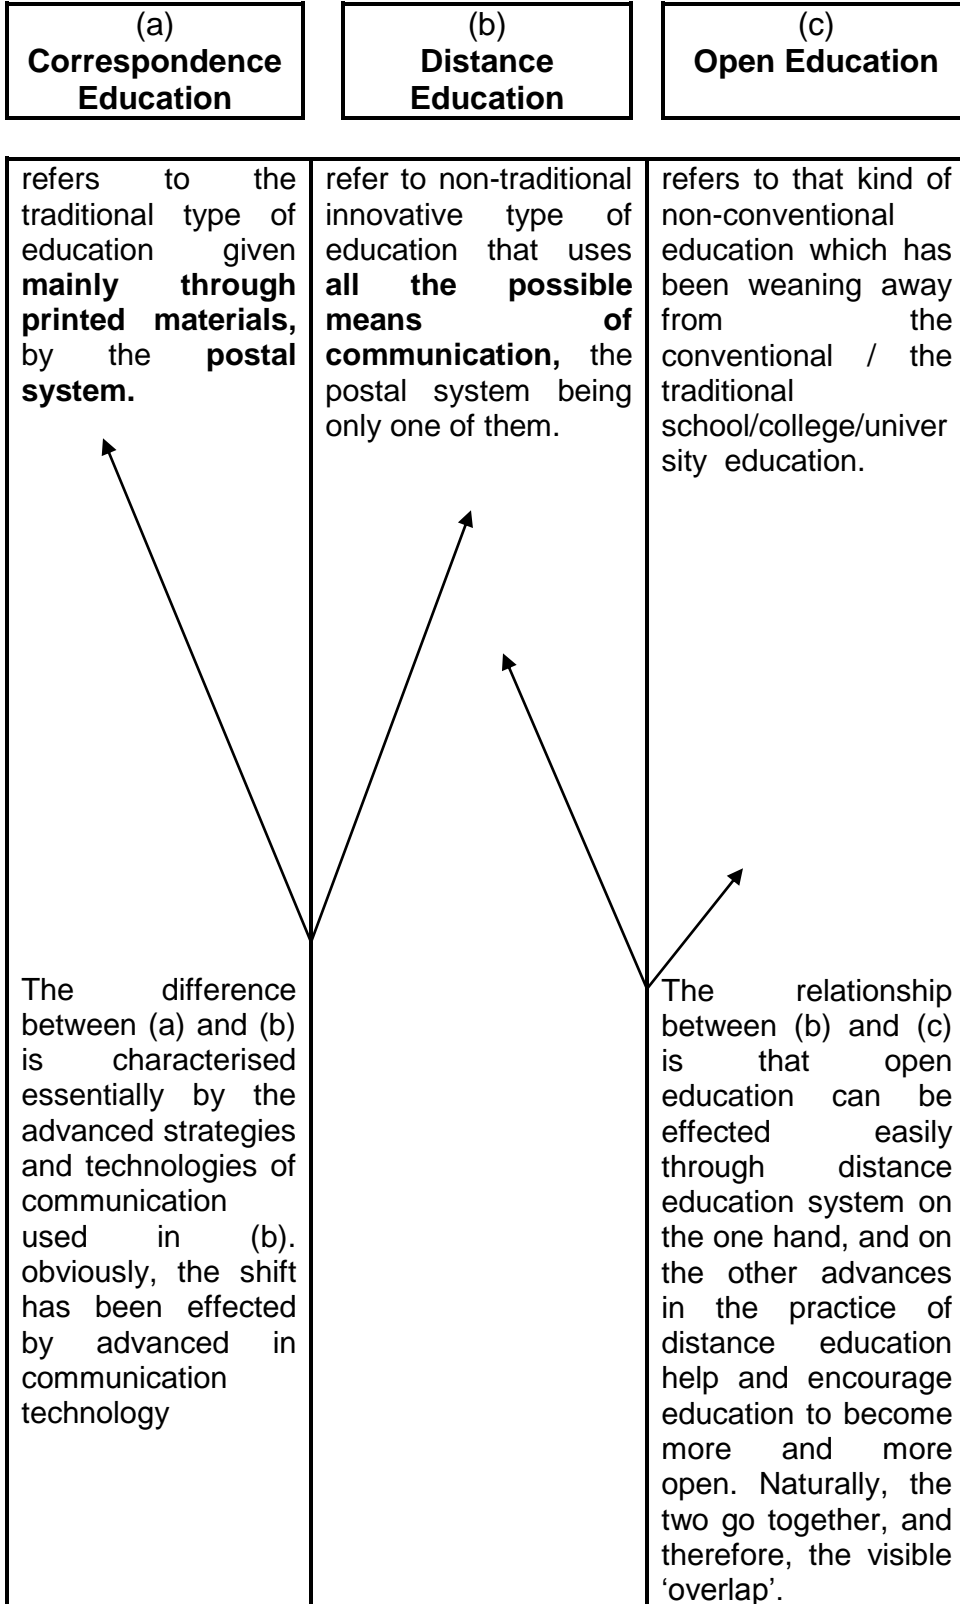 (a)
Correspondence
Education
(b)
Distance
Education
(c)
Open Education
refers to the
traditional type of
education given
mainly through
printed materials,
by the postal
system.
refer to non-traditional
innovative type of
education that uses
all the possible
means of
communication, the
postal system being
only one of them.
refers to that kind of
non-conventional
education which has
been weaning away
from the
conventional / the
traditional
school/college/univer
sity education.
The difference
between (a) and (b)
is characterised
essentially by the
advanced strategies
and technologies of
communication
used in (b).
obviously, the shift
has been effected
by advanced in
communication
technology
The relationship
between (b) and (c)
is that open
education can be
effected easily
through distance
education system on
the one hand, and on
the other advances
in the practice of
distance education
help and encourage
education to become
more and more
open. Naturally, the
two go together, and
therefore, the visible
‘overlap’.